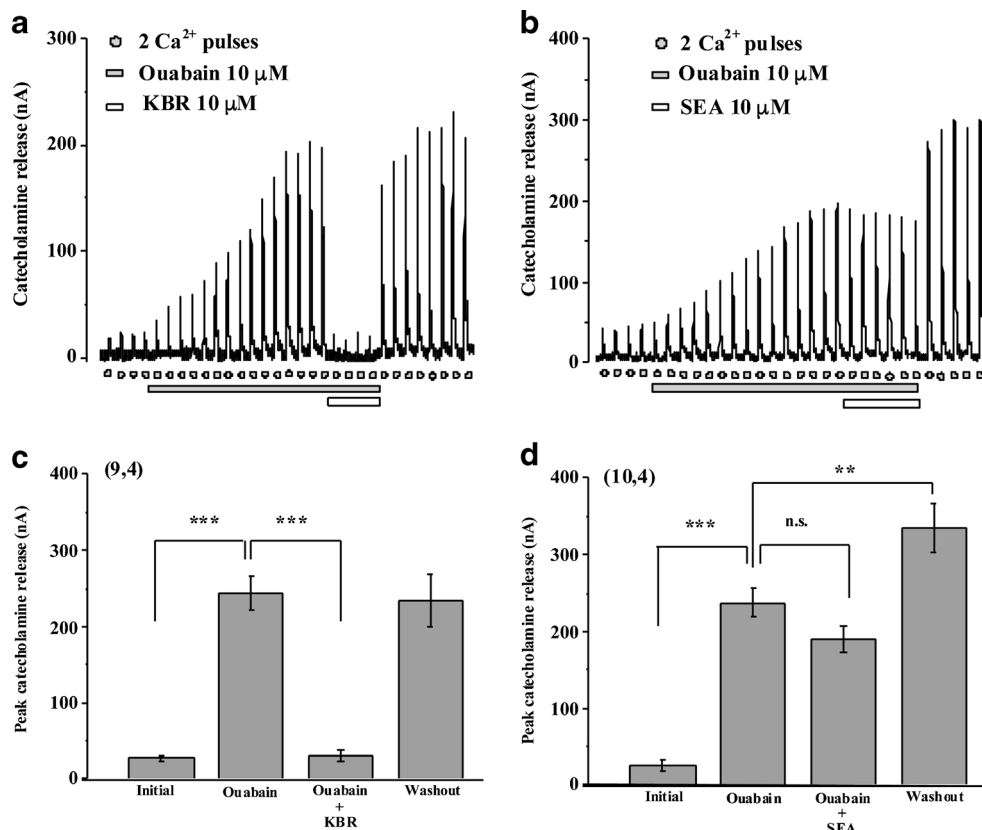 a
300
2 Ca2+ pulses
Ouabain 10 μM
KBR 10 μM
200
100
0
Catecholamine release (nA)
b
400
2 Ca2+ pulses
Ouabain 10 μM
SEA 10 μM
300
200
100
0
Catecholamine release (nA)
c
(9,4)
400
300
200
100
0
Peak catecholamine release (nA)
***
***
Initial
Ouabain
Ouabain
+
KBR
Washout
d
(10,4)
400
300
200
100
0
Peak catecholamine release (nA)
**
***
n.s.
Initial
Ouabain
Ouabain
+
SEA
Washout